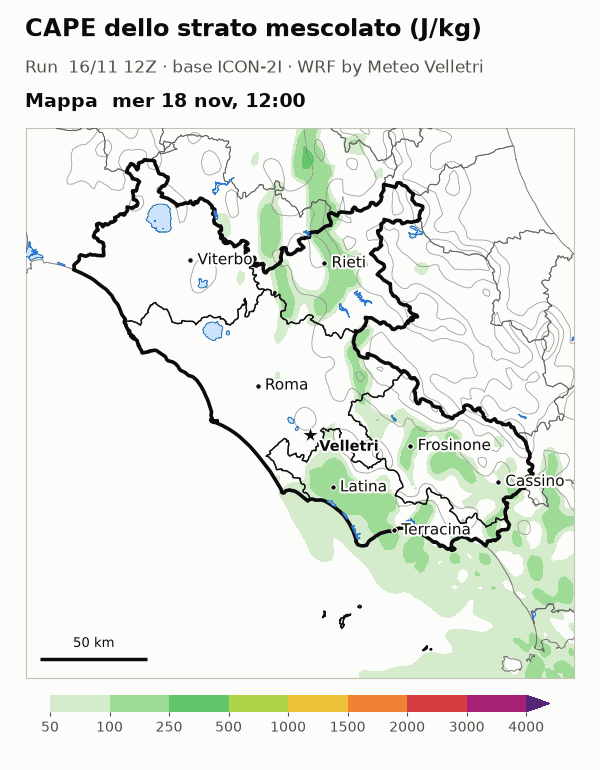 CAPE dello strato mescolato (J/kg)
Run  16/11 12Z · base ICON-2I · WRF by Meteo Velletri
Mappa  mer 18 nov, 12:00
Viterbo
Rieti
Roma
Velletri
Frosinone
Latina
Cassino
Terracina
50 km
50 100 250 500 1000 1500 2000 3000 4000